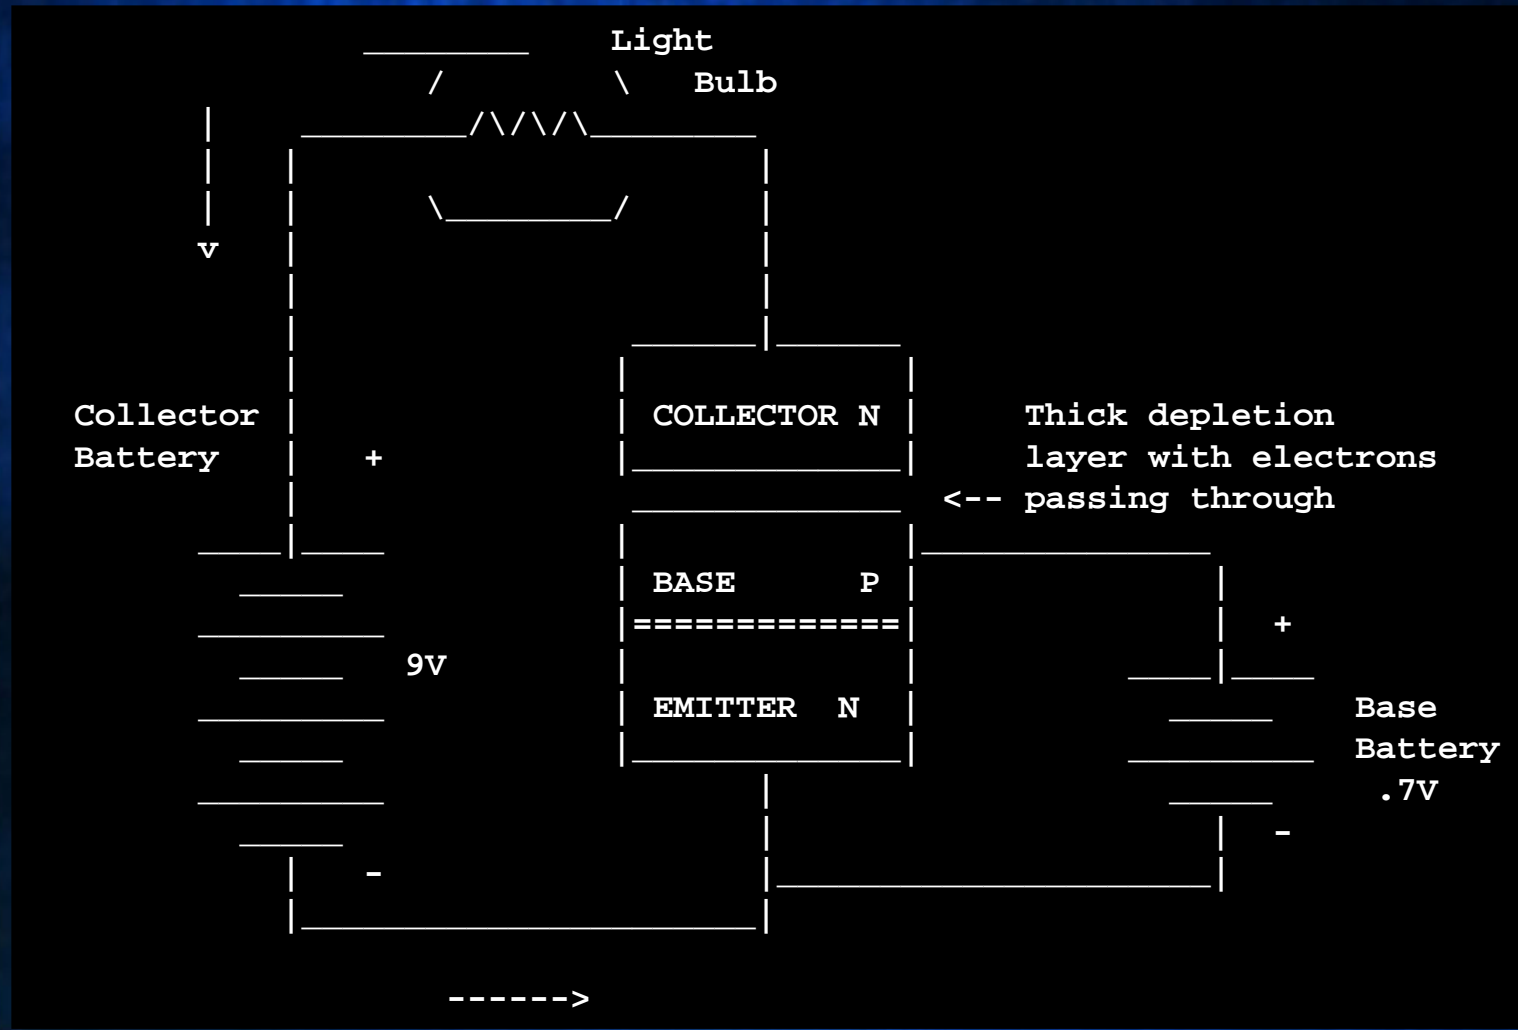 Light
Bulb
Collector
Battery
+
COLLECTOR N
Thick depletion
layer with electrons
<-- passing through
BASE P
+
9V
EMITTER N
Base
Battery
.7V
-
-
v
------>